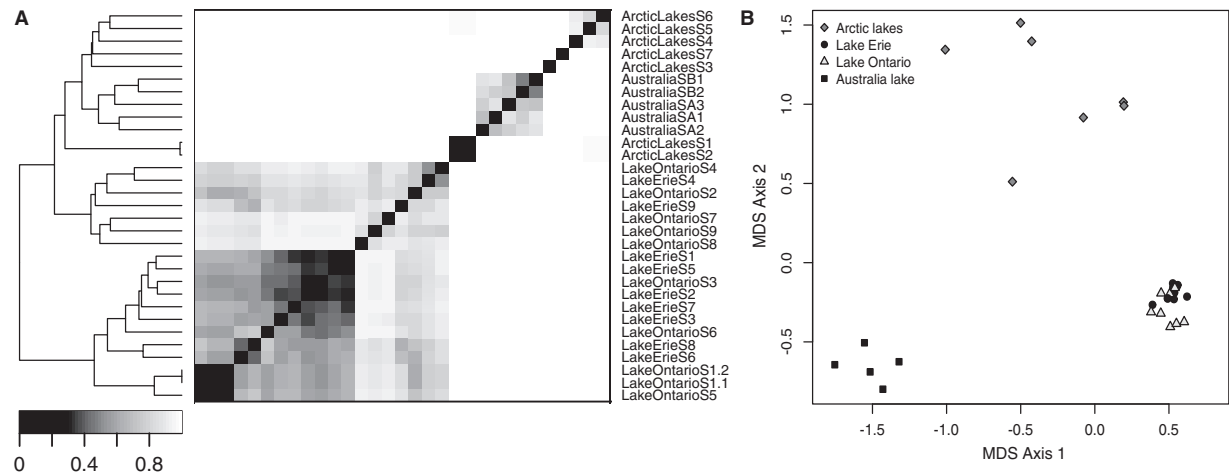 A
ArcticLakesS6
ArcticLakesS5
ArcticLakesS4
ArcticLakesS7
ArcticLakesS3
AustraliaSB1
AustraliaSB2
AustraliaSA3
AustraliaSA1
AustraliaSA2
ArcticLakesS1
ArcticLakesS2
LakeOntarioS4
LakeErieS4
LakeOntarioS2
LakeErieS9
LakeOntarioS7
LakeOntarioS9
LakeOntarioS8
LakeErieS1
LakeErieS5
LakeOntarioS3
LakeErieS2
LakeErieS7
LakeErieS3
LakeOntarioS6
LakeErieS8
LakeErieS6
LakeOntarioS1.2
LakeOntarioS1.1
LakeOntarioS5
0 0.4 0.8
B
Arctic lakes
Lake Erie
Lake Ontario
Australia lake
MDS Axis 2
1.5
1.0
0.5
0.0
-0.5
-1.5 -1.0 -0.5 0.0 0.5
MDS Axis 1